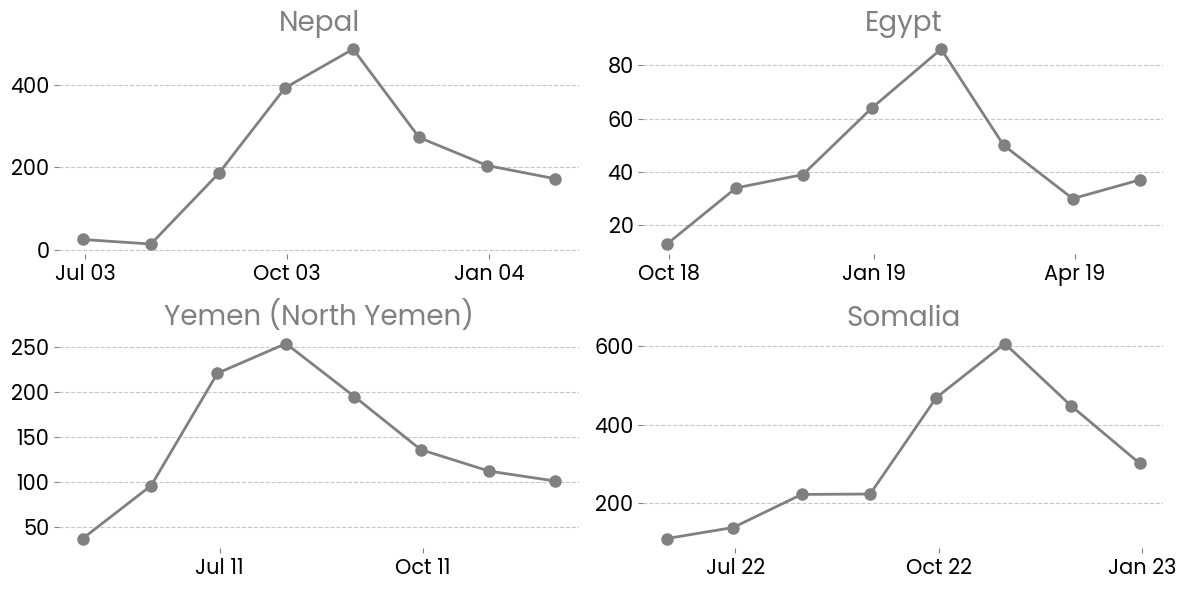 Nepal
400
200
0
Jul 03
Oct 03
Jan 04
Egypt
80
60
40
20
Oct 18
Jan 19
Apr 19
Yemen (North Yemen)
250
200
150
100
50
Jul 11
Oct 11
Somalia
600
400
200
Jul 22
Oct 22
Jan 23